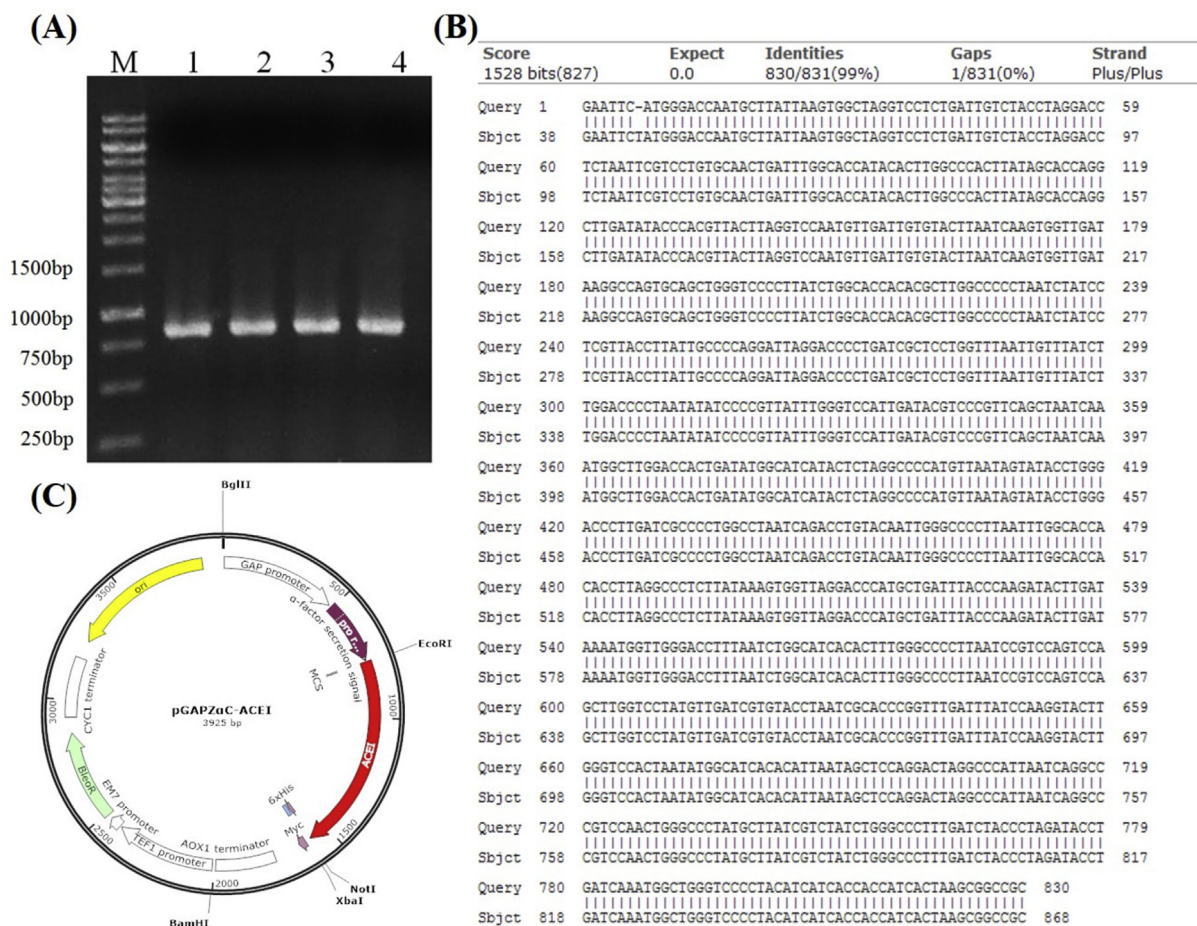 (A)
M 1 2 3 4
1500bp
1000bp
750bp
500bp
250bp
(B)
Score Expect Identities Gaps Strand
1528 bits(827) 0.0 830/831(99%) 1/831(0%) Plus/Plus
Query 1 GAATTC-ATGGGACCAATGCTTATTAAGTGGCTAGGTCCTCTGATTGTCTACCTAGGACC 59
Sbjct 38 GAATTCTATGGGACCAATGCTTATTAAGTGGCTAGGTCCTCTGATTGTCTACCTAGGACC 97
Query 60 TCTAATTCGTCCTGTGCAACTGATTTGGCACCATACACTTGGCCCACTTATAGCACCAGG 119
Sbjct 98 TCTAATTCGTCCTGTGCAACTGATTTGGCACCATACACTTGGCCCACTTATAGCACCAGG 157
Query 120 CTTGATATACCCACGTTACTTAGGTCCAATGTTGATTGTGTACTTAATCAAGTGGTTGAT 179
Sbjct 158 CTTGATATACCCACGTTACTTAGGTCCAATGTTGATTGTGTACTTAATCAAGTGGTTGAT 217
Query 180 AAGGCCAGTGCAGCTGGGTCCCCTTATCTGGCACCACACGCTTGGCCCCCTAATCTATCC 239
Sbjct 218 AAGGCCAGTGCAGCTGGGTCCCCTTATCTGGCACCACACGCTTGGCCCCCTAATCTATCC 277
Query 240 TCGTTACCTTATTGCCCCAGGATTAGGACCCCTGATCGCTCCTGGTTTAATTGTTTATCT 299
Sbjct 278 TCGTTACCTTATTGCCCCAGGATTAGGACCCCTGATCGCTCCTGGTTTAATTGTTTATCT 337
Query 300 TGGACCCCTAATATATCCCCGTTATTTGGGTCCATTGATACGTCCCGTTCAGCTAATCAA 359
Sbjct 338 TGGACCCCTAATATATCCCCGTTATTTGGGTCCATTGATACGTCCCGTTCAGCTAATCAA 397
Query 360 ATGGCTTGGACCACTGATATGGCATCATACTCTAGGCCCCATGTTAATAGTATACCTGGG 419
Sbjct 398 ATGGCTTGGACCACTGATATGGCATCATACTCTAGGCCCCATGTTAATAGTATACCTGGG 457
Query 420 ACCCTTGATCGCCCCTGGCCTAATCAGACCTGTACAATTGGGCCCCTTAATTTGGCACCA 479
Sbjct 458 ACCCTTGATCGCCCCTGGCCTAATCAGACCTGTACAATTGGGCCCCTTAATTTGGCACCA 517
Query 480 CACCTTAGGCCCTCTTATAAAGTGGTTAGGACCCATGCTGATTTACCCAAGATACTTGAT 539
Sbjct 518 CACCTTAGGCCCTCTTATAAAGTGGTTAGGACCCATGCTGATTTACCCAAGATACTTGAT 577
Query 540 AAAATGGTTGGGACCTTTAATCTGGCATCACACTTTGGGCCCCTTAATCCGTCCAGTCCA 599
Sbjct 578 AAAATGGTTGGGACCTTTAATCTGGCATCACACTTTGGGCCCCTTAATCCGTCCAGTCCA 637
Query 600 GCTTGGTCCTATGTTGATCGTGTACCTAATCGCACCCGGTTTGATTTATCCAAGGTACTT 659
Sbjct 638 GCTTGGTCCTATGTTGATCGTGTACCTAATCGCACCCGGTTTGATTTATCCAAGGTACTT 697
Query 660 GGGTCCACTAATATGGCATCACACATTAATAGCTCCAGGACTAGGCCCATTAATCAGGCC 719
Sbjct 698 GGGTCCACTAATATGGCATCACACATTAATAGCTCCAGGACTAGGCCCATTAATCAGGCC 757
Query 720 CGTCCAACTGGGCCCTATGCTTATCGTCTATCTGGGCCCTTTGATCTACCCTAGATACCT 779
Sbjct 758 CGTCCAACTGGGCCCTATGCTTATCGTCTATCTGGGCCCTTTGATCTACCCTAGATACCT 817
Query 780 GATCAAATGGCTGGGTCCCCTACATCATCACCACCATCACTAAGCGGCCGC 830
Sbjct 818 GATCAAATGGCTGGGTCCCCTACATCATCACCACCATCACTAAGCGGCCGC 868
(C)
BglII
GAP promoter
500
α-factor secretion signal
pro r...
EcoRI
MCS
1000
ACEI
1500
6xHis
Myc
NotI
XbaI
AOX1 terminator
2000
BamHI
TEF1 promoter
EM7 promoter
2500
BleoR
3000
CYC1 terminator
3500
ori
pGAPZαC-ACEI
3925 bp